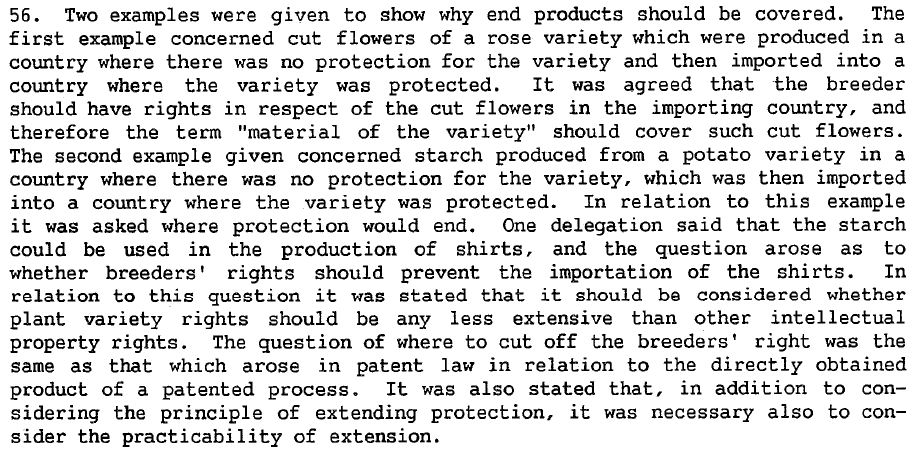 56. Two examples were given to show why end products should be covered. The
first example concerned cut flowers of a rose variety which were produced in a
country where there was no protection for the variety and then imported into a
country where the variety was protected. It was agreed that the breeder
should have rights in respect of the cut flowers in the importing country, and
therefore the term "material of the variety" should cover such cut flowers.
The second example given concerned starch produced from a potato variety in a
country where there was no protection for the variety, which was then imported
into a country where the variety was protected. In relation to this example
it was asked where protection would end. One delegation said that the starch
could be used in the production of shirts, and the question arose as to
whether breeders' rights should prevent the importation of the shirts. In
relation to this question it was stated that it should be considered whether
plant variety rights should be any less extensive than other intellectual
property rights. The question of where to cut off the breeders' right was the
same as that which arose in patent law in relation to the directly obtained
product of a patented process. It was also stated that, in addition to con-
sidering the principle of extending protection, it was necessary also to con-
sider the practicability of extension.